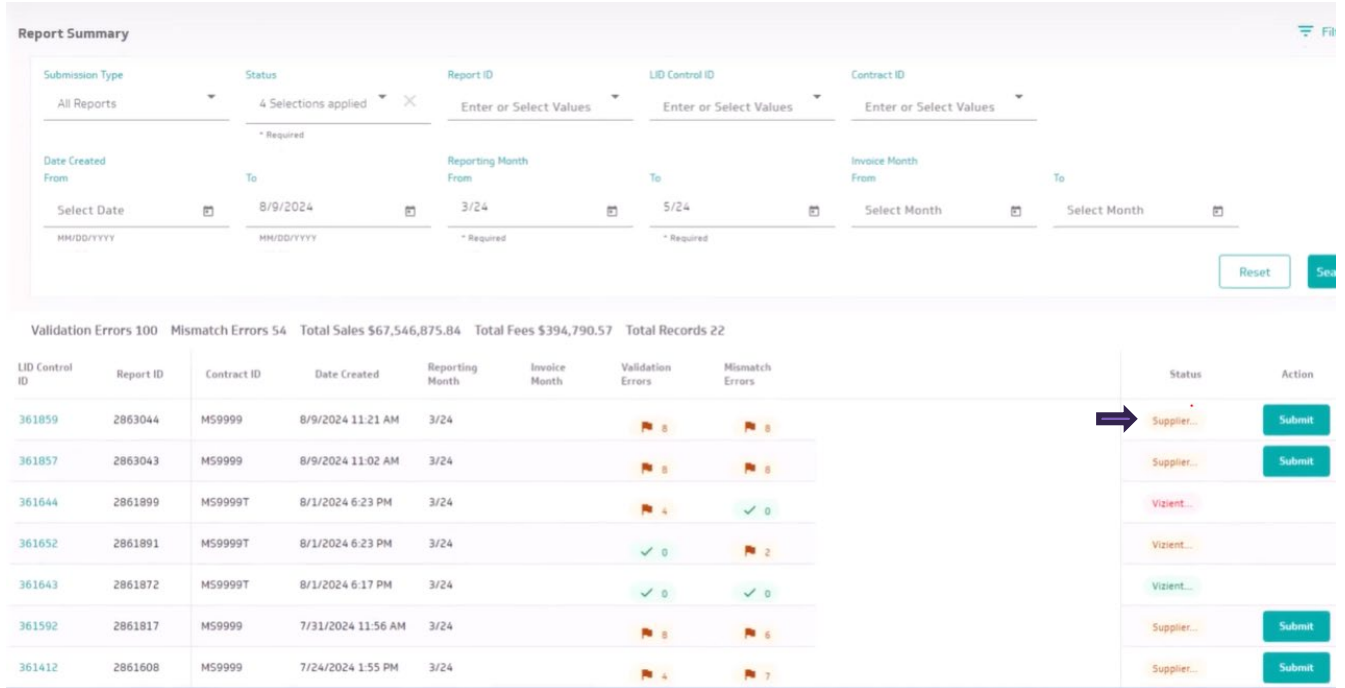 Report Summary
Fil
Submission Type Status Report ID LID Control ID Contract ID
All Reports 4 Selections applied Enter or Select Values Enter or Select Values Enter or Select Values
* Required
Date Created Reporting Month Invoice Month
From To From To From To
Select Date 8/9/2024 3/24 5/24 Select Month Select Month
MM/DD/YYYY MM/DD/YYYY * Required * Required
Reset Sea
Validation Errors 100 Mismatch Errors 54 Total Sales $67,546,875.84 Total Fees $394,790.57 Total Records 22
LID Control ID Report ID Contract ID Date Created Reporting Month Invoice Month Validation Errors Mismatch Errors Status Action
361859 2863044 MS9999 8/9/2024 11:21 AM 3/24 8 8 Supplier... Submit
361857 2863043 MS9999 8/9/2024 11:02 AM 3/24 8 8 Supplier... Submit
361644 2861899 MS9999T 8/1/2024 6:23 PM 3/24 4 0 Vizient...
361652 2861891 MS9999T 8/1/2024 6:23 PM 3/24 0 2 Vizient...
361643 2861872 MS9999T 8/1/2024 6:17 PM 3/24 0 0 Vizient...
361592 2861817 MS9999 7/31/2024 11:56 AM 3/24 8 6 Supplier... Submit
361412 2861608 MS9999 7/24/2024 1:55 PM 3/24 4 7 Supplier... Submit